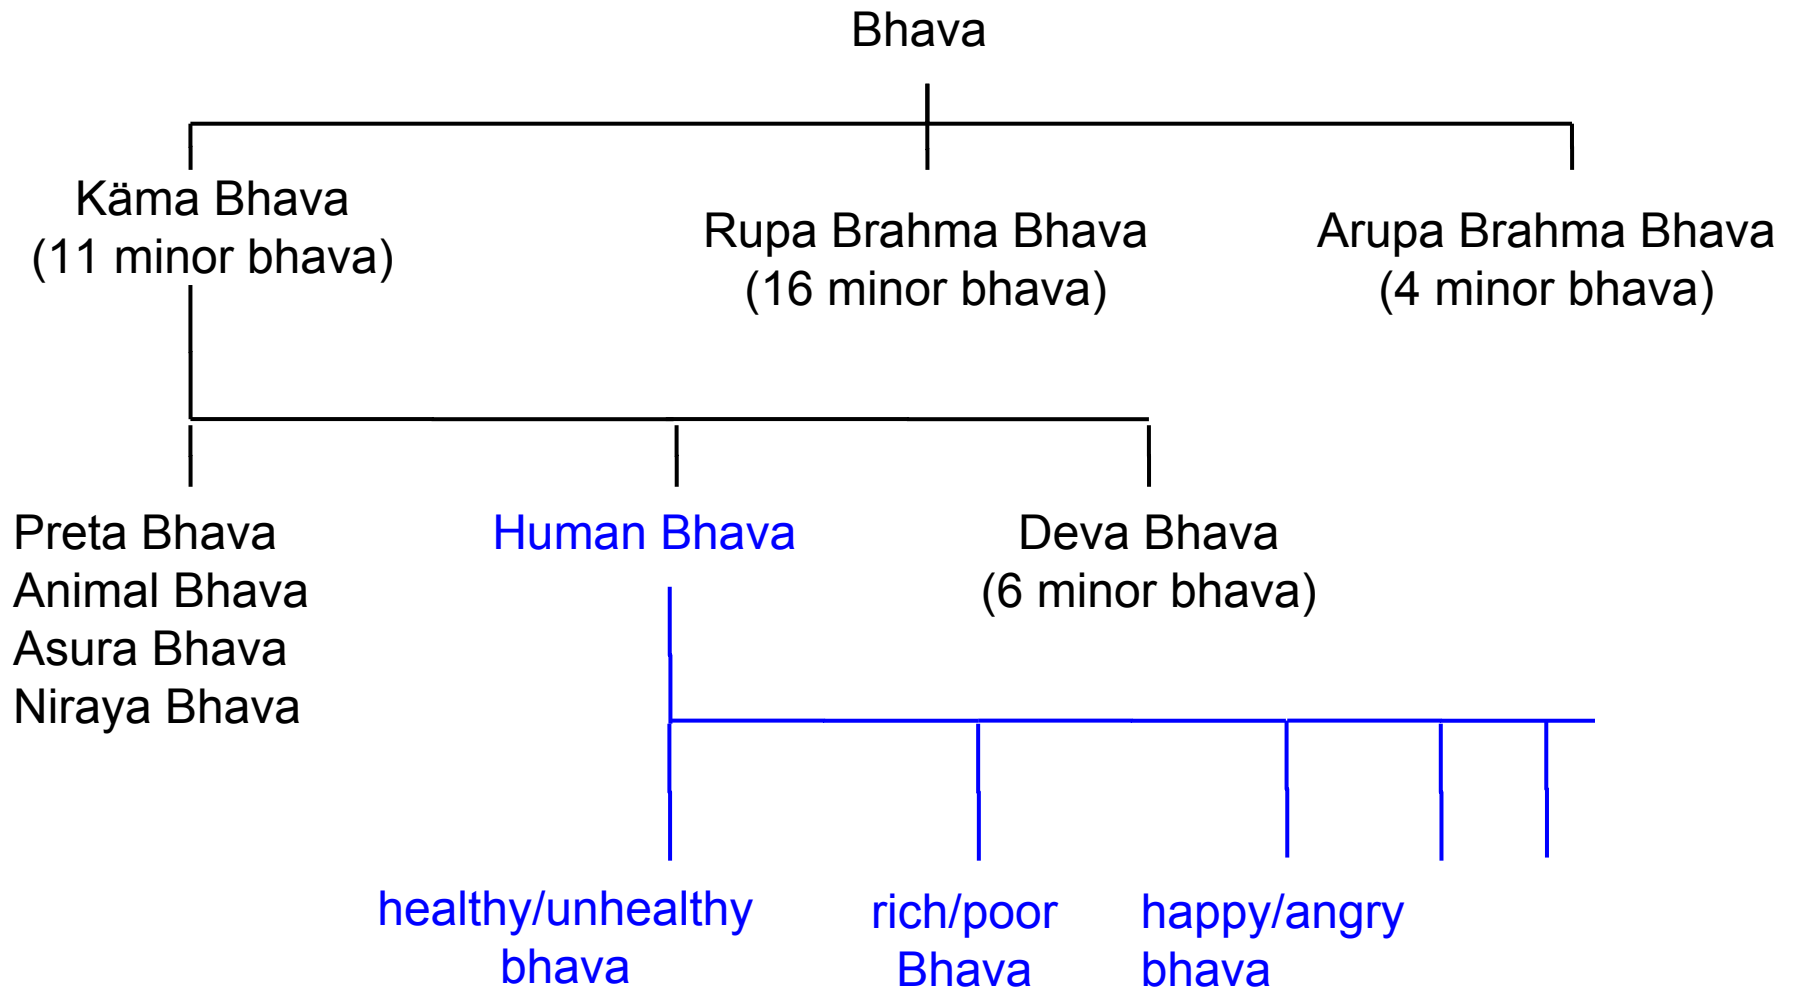 Bhava
Käma Bhava
(11 minor bhava)
Rupa Brahma Bhava
(16 minor bhava)
Arupa Brahma Bhava
(4 minor bhava)
Preta Bhava
Animal Bhava
Asura Bhava
Niraya Bhava
Human Bhava
Deva Bhava
(6 minor bhava)
healthy/unhealthy
bhava
rich/poor
Bhava
happy/angry
bhava